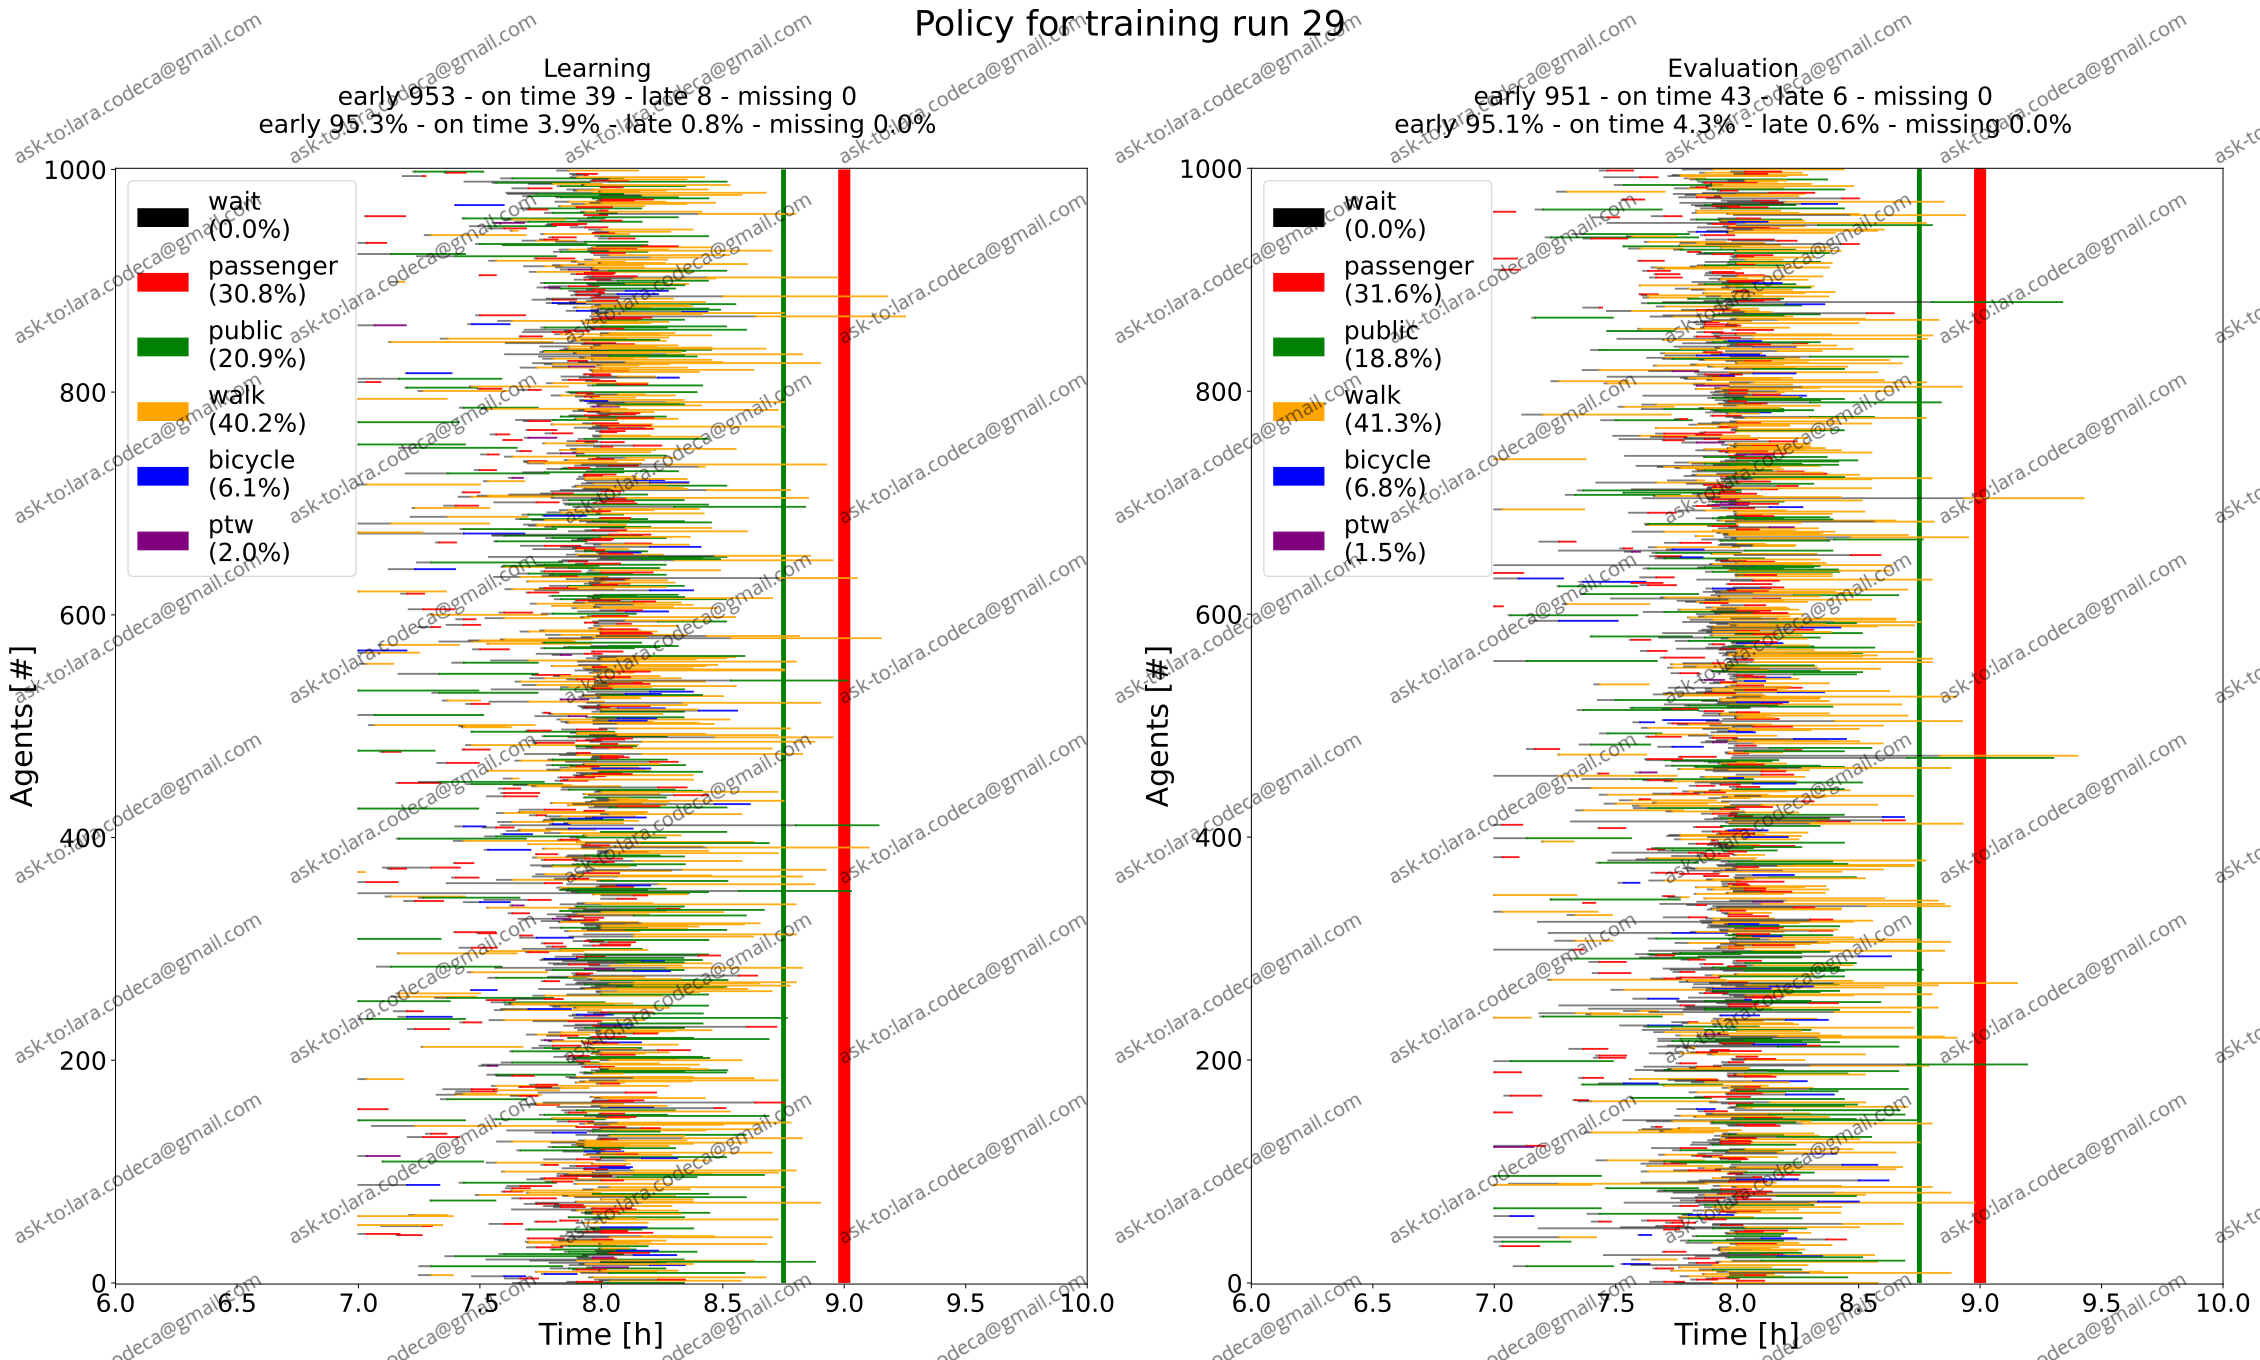 Policy for training run 29
Learning
early 953 - on time 39 - late 8 - missing 0
early 95.3% - on time 3.9% - late 0.8% - missing 0.0%
1000
800
600
400
200
0
Agents [#]
wait
(0.0%)
passenger
(30.8%)
public
(20.9%)
walk
(40.2%)
bicycle
(6.1%)
ptw
(2.0%)
6.0 6.5 7.0 7.5 8.0 8.5 9.0 9.5 10.0
Time [h]
Evaluation
early 951 - on time 43 - late 6 - missing 0
early 95.1% - on time 4.3% - late 0.6% - missing 0.0%
1000
800
600
400
200
0
Agents [#]
wait
(0.0%)
passenger
(31.6%)
public
(18.8%)
walk
(41.3%)
bicycle
(6.8%)
ptw
(1.5%)
6.0 6.5 7.0 7.5 8.0 8.5 9.0 9.5 10.0
Time [h]
ask-to:lara.codeca@gmail.com